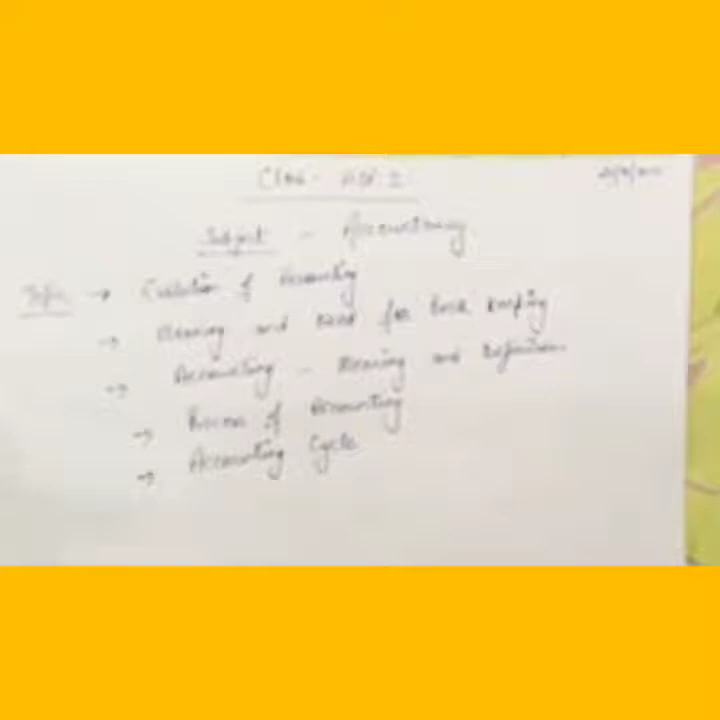 Class
Subject - Accountancy
Topic → Evolution of Accounting
→ Meaning and Need for Book Keeping
→ Accounting - Meaning and Definition
→ Process of Accounting
→ Accounting Cycle